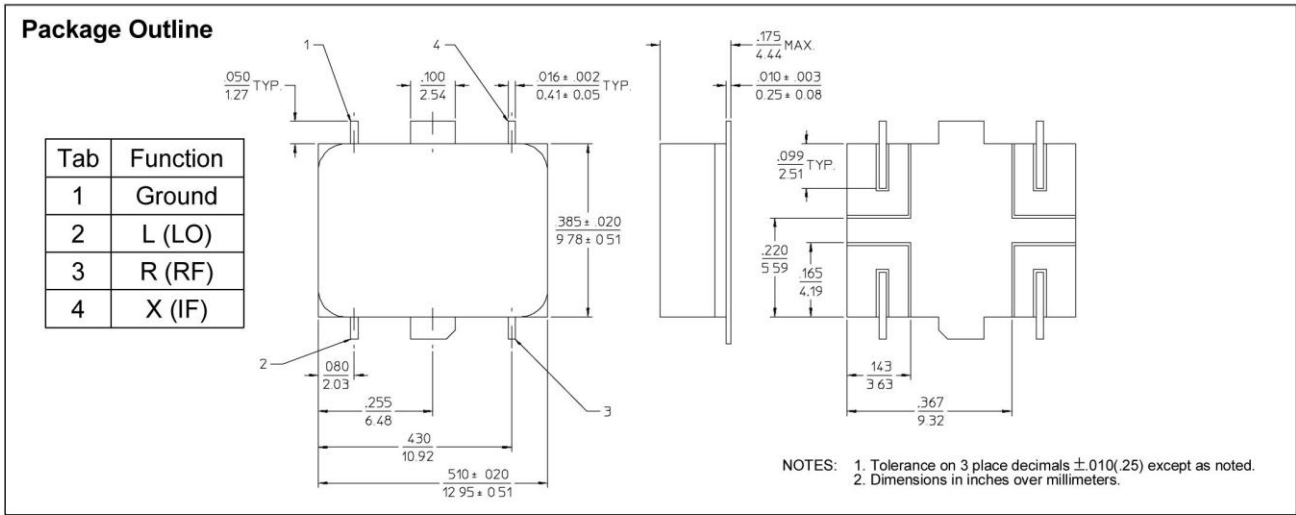 Package Outline
1
4
.050
1.27
TYP.
.100
2.54
.016± .002
0.41± 0.05
TYP.
.175
4.44
MAX.
.010± .003
0.25± 0.08
Tab Function
1 Ground
2 L (LO)
3 R (RF)
4 X (IF)
.385± .020
9 78± 0 51
.099
2.51
TYP.
.220
5 59
.165
4.19
2
3
.080
2.03
.255
6.48
430
10.92
510± 020
12 95± 0 51
143
3 63
.367
9.32
NOTES: 1. Tolerance on 3 place decimals ±.010(.25) except as noted.
2. Dimensions in inches over millimeters.